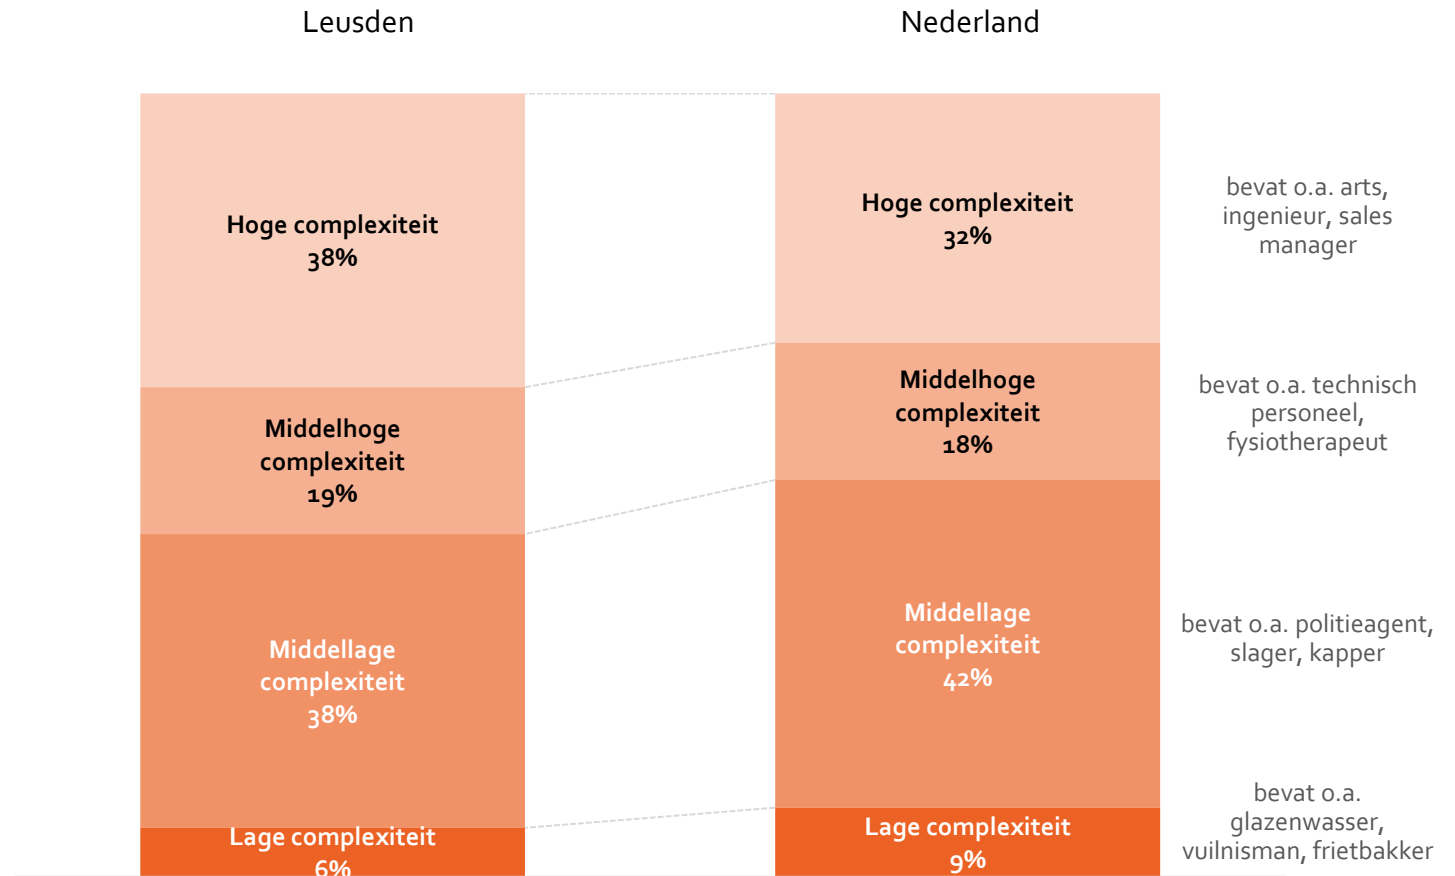 Leusden
Nederland
Hoge complexiteit
38%
Middelhoge
complexiteit
19%
Middellage
complexiteit
38%
Lage complexiteit
6%
Hoge complexiteit
32%
Middelhoge
complexiteit
18%
Middellage
complexiteit
42%
Lage complexiteit
9%
bevat o.a. arts,
ingenieur, sales
manager
bevat o.a. technisch
personeel,
fysiotherapeut
bevat o.a. politieagent,
slager, kapper
bevat o.a.
glazenwasser,
vuilnisman, frietbakker